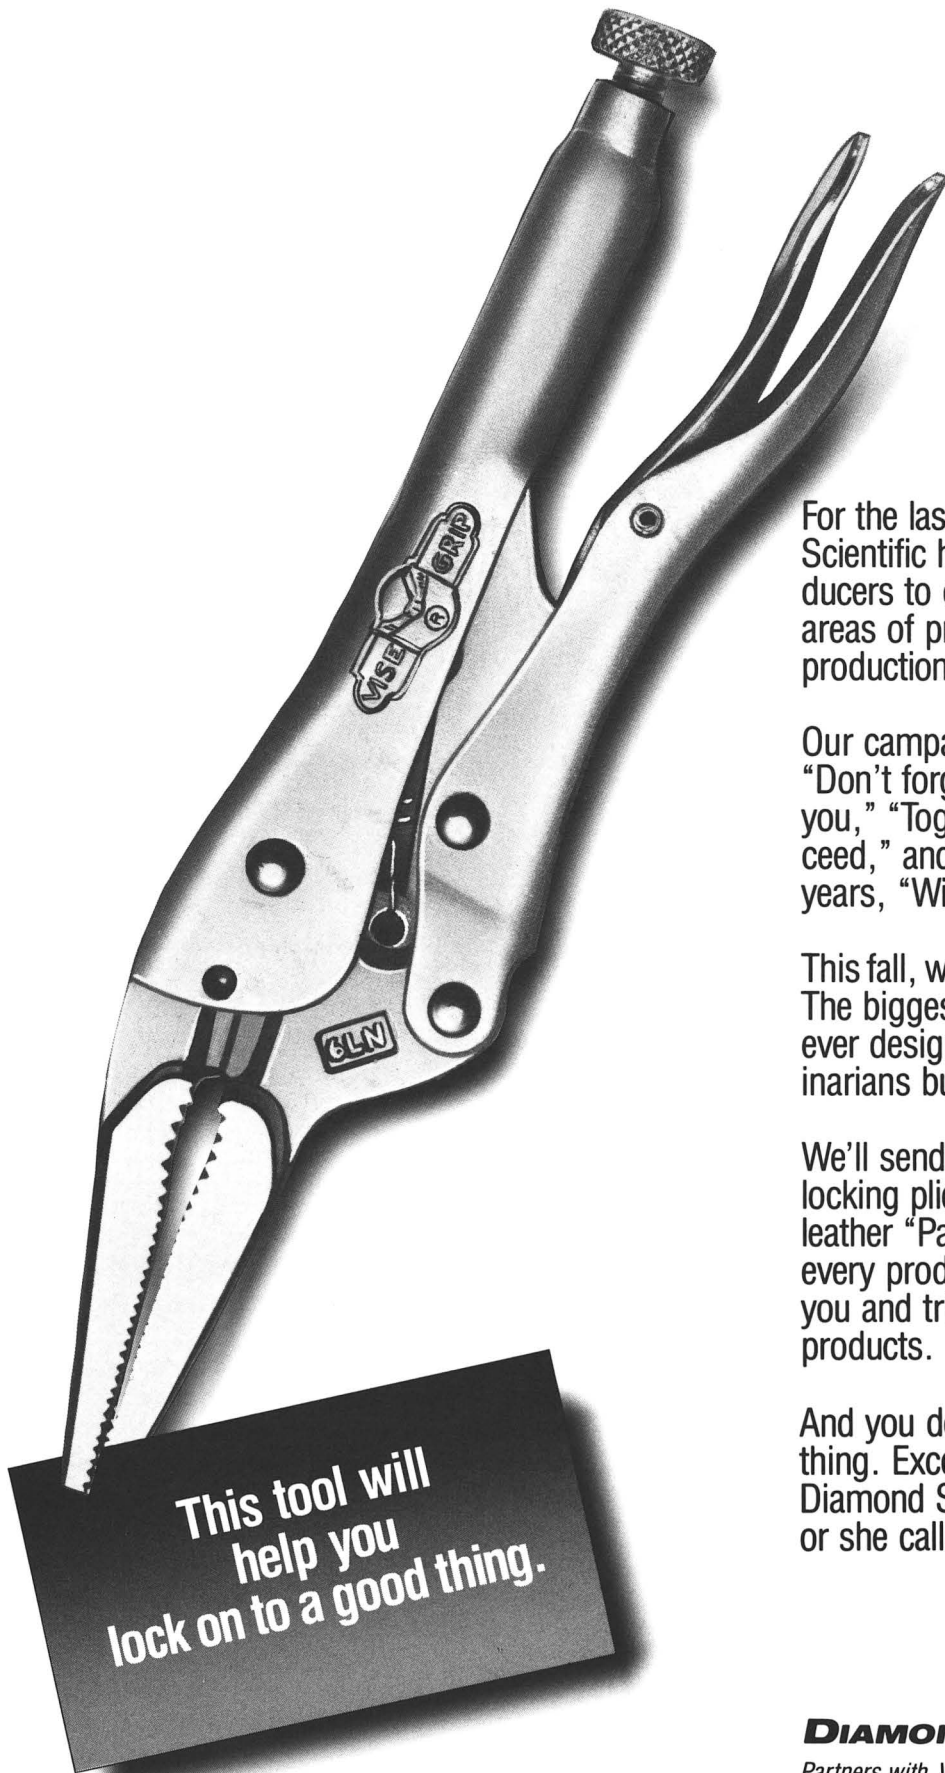 VISE GRIP
®
6LN
This tool will
help you
lock on to a good thing.
For the las
Scientific h
ducers to
areas of pr
production
Our campa
“Don't forg
you,” “Tog
ceed,” and
years, “Wi
This fall, w
The bigges
ever desig
inarians bu
We'll send
locking plie
leather “Pa
every prod
you and tr
products.
And you do
thing. Exce
Diamond S
or she call
DIAMON
Partners with V